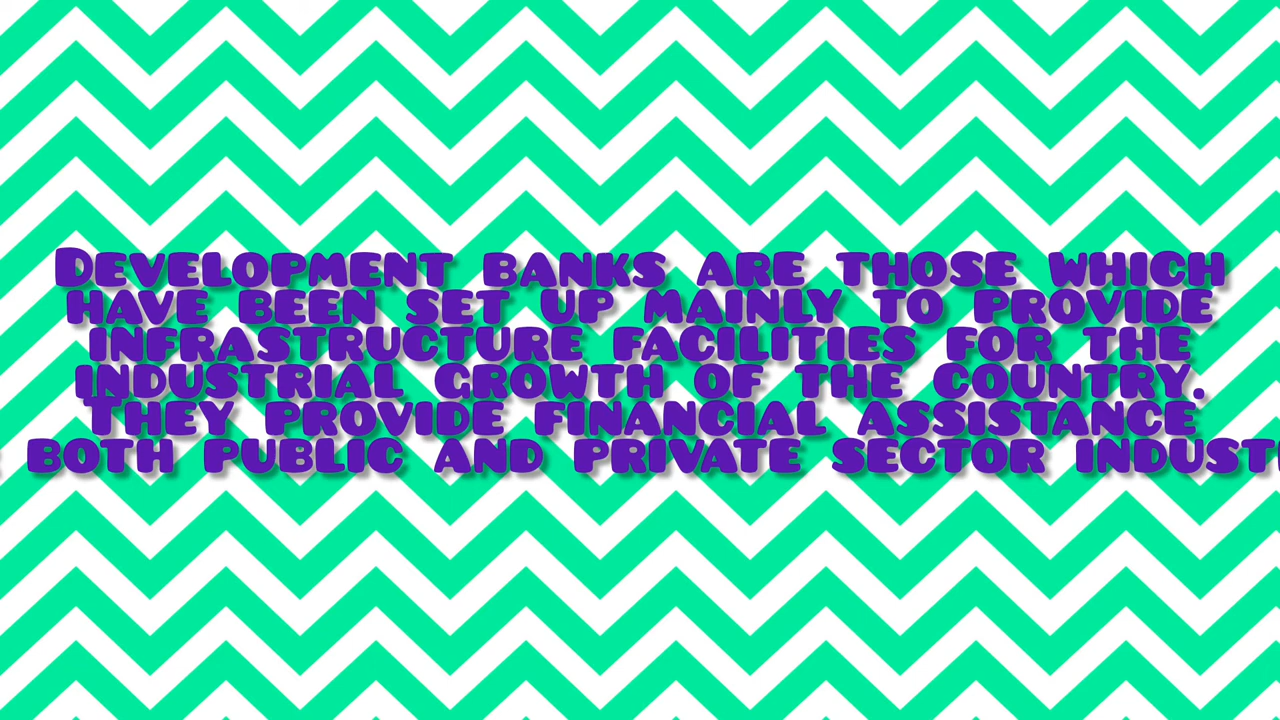 Development banks are those which
have been set up mainly to provide
infrastructure facilities for the
industrial growth of the country.
They provide financial assistance
both public and private sector